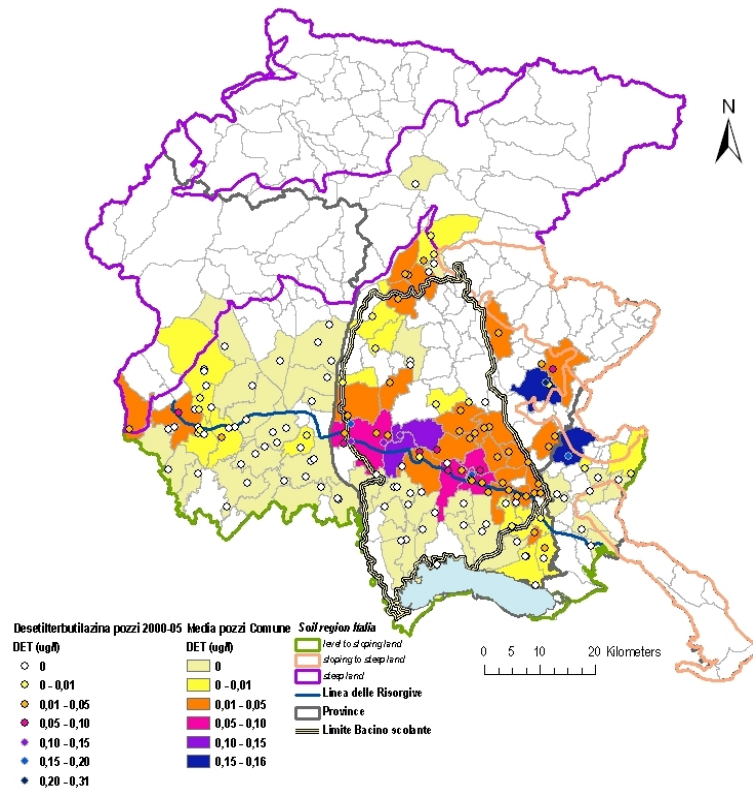 N
Desetilterbutilazina pozzi 2000-05
DET (ug/l)
0
0 - 0,01
0,01 - 0,05
0,05 - 0,10
0,10 - 0,15
0,15 - 0,20
0,20 - 0,31
Media pozzi Comune
DET (ug/l)
0
0 - 0,01
0,01 - 0,05
0,05 - 0,10
0,10 - 0,15
0,15 - 0,16
Soil region Italia
level to sloping land
sloping to steep land
steep land
Linea delle Risorgive
Province
Limite Bacino scolante
0 5 10 20 Kilometers